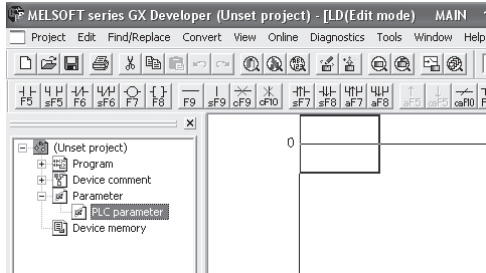 MELSOFT series GX Developer (Unset project) - [LD(Edit mode) MAIN
Project Edit Find/Replace Convert View Online Diagnostics Tools Window Help
F5 sF5 F6 sF6 F7 F8 F9 sF9 cF9 cF10 sF7 sF8 aF7 aF8 aF5 caF5 caF10
(Unset project)
Program
Device comment
Parameter
PLC parameter
Device memory
0